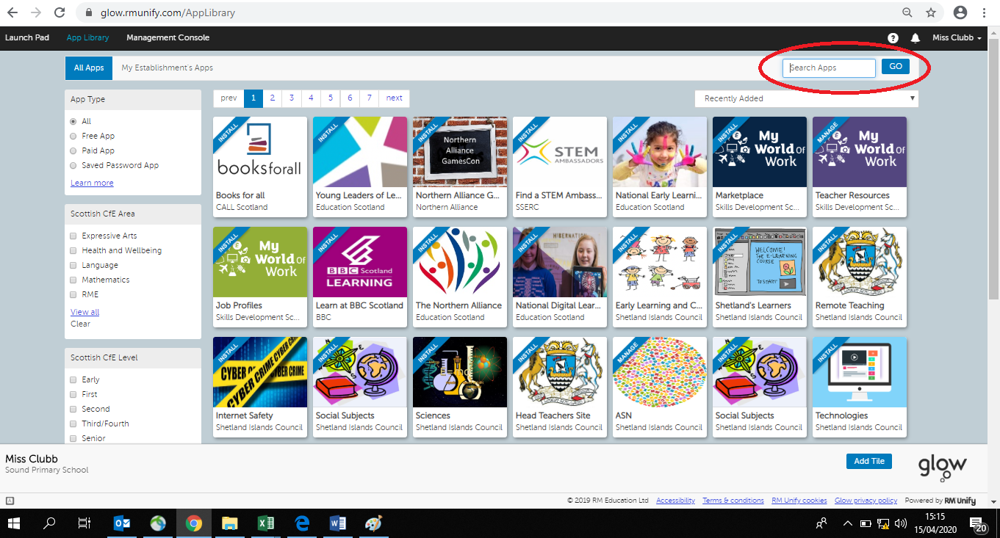 glow.rmunify.com/AppLibrary
Launch Pad App Library Management Console Miss Clubb
All Apps My Establishment's Apps Search Apps GO
App Type
All
Free App
Paid App
Saved Password App
Learn more
Scottish CfE Area
Expressive Arts
Health and Wellbeing
Language
Mathematics
RME
View all
Clear
Scottish CfE Level
Early
First
Second
Third/Fourth
Senior
prev 1 2 3 4 5 6 7 next Recently Added
INSTALL INSTALL INSTALL INSTALL INSTALL INSTALL MANAGE
booksforall
Northern
Alliance
GamesCon
STEM
AMBASSADORS
My
World of
Work
My
World of
Work
Books for all Young Leaders of Le... Northern Alliance G... Find a STEM Ambass... National Early Learni... Marketplace Teacher Resources
CALL Scotland Education Scotland Northern Alliance SSERC Education Scotland Skills Development Sc... Skills Development Sc...
INSTALL INSTALL INSTALL INSTALL INSTALL INSTALL INSTALL
My
World of
Work
BBC Scotland
LEARNING
HIBERNATION
WELCOME!
THE E-LEARNING
COURSE
TO START
Job Profiles Learn at BBC Scotland The Northern Alliance National Digital Lear... Early Learning and C... Shetland's Learners Remote Teaching
Skills Development Sc... BBC Education Scotland Education Scotland Shetland Islands Council Shetland Islands Council Shetland Islands Council
INSTALL INSTALL INSTALL INSTALL MANAGE INSTALL INSTALL
CYBER CRIME
CYBER CRIME
Internet Safety Social Subjects Sciences Head Teachers Site ASN Social Subjects Technologies
Shetland Islands Council Shetland Islands Council Shetland Islands Council Shetland Islands Council Shetland Islands Council Shetland Islands Council Shetland Islands Council
Miss Clubb
Sound Primary School
Add Tile
glow
© 2019 RM Education Ltd Accessibility Terms & conditions RM Unify cookies Glow privacy policy Powered by RM Unify
15:15
15/04/2020
20